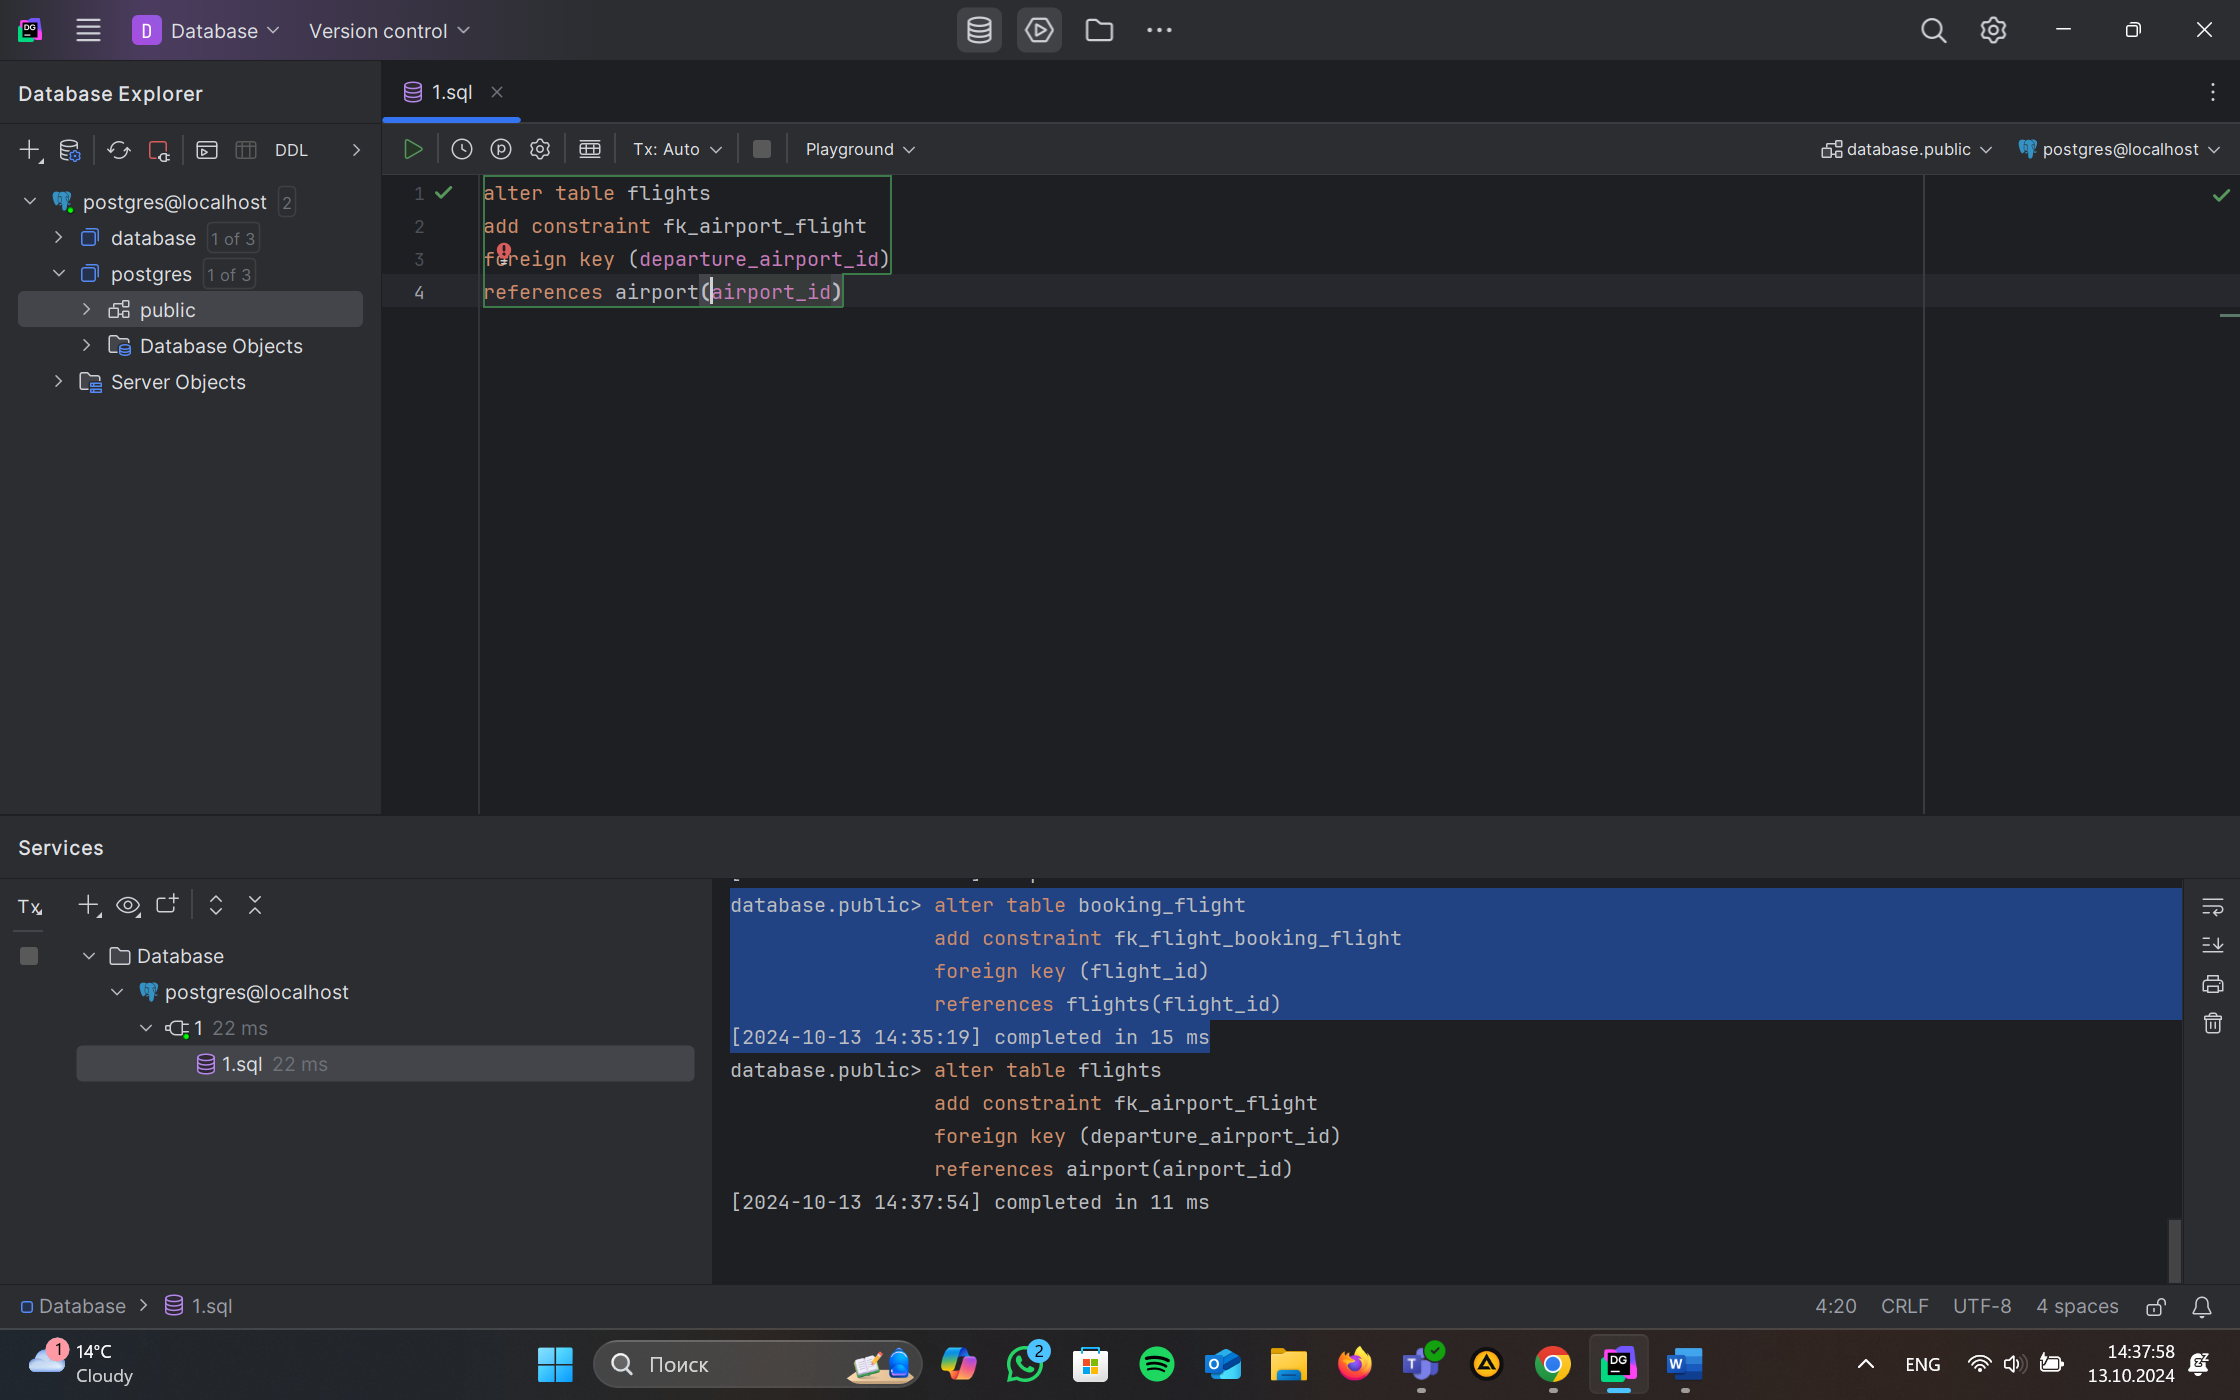 D Database Version control
Database Explorer
DDL
postgres@localhost 2
database 1 of 3
postgres 1 of 3
public
Database Objects
Server Objects
1.sql
Tx: Auto Playground database.public postgres@localhost
1 alter table flights
2 add constraint fk_airport_flight
3 foreign key (departure_airport_id)
4 references airport(airport_id)
Services
Tx
Database
postgres@localhost
1 22 ms
1.sql 22 ms
database.public> alter table booking_flight
add constraint fk_flight_booking_flight
foreign key (flight_id)
references flights(flight_id)
[2024-10-13 14:35:19] completed in 15 ms
database.public> alter table flights
add constraint fk_airport_flight
foreign key (departure_airport_id)
references airport(airport_id)
[2024-10-13 14:37:54] completed in 11 ms
Database 1.sql
4:20 CRLF UTF-8 4 spaces
1 14°C
Cloudy
Поиск
2
ENG
14:37:58
13.10.2024